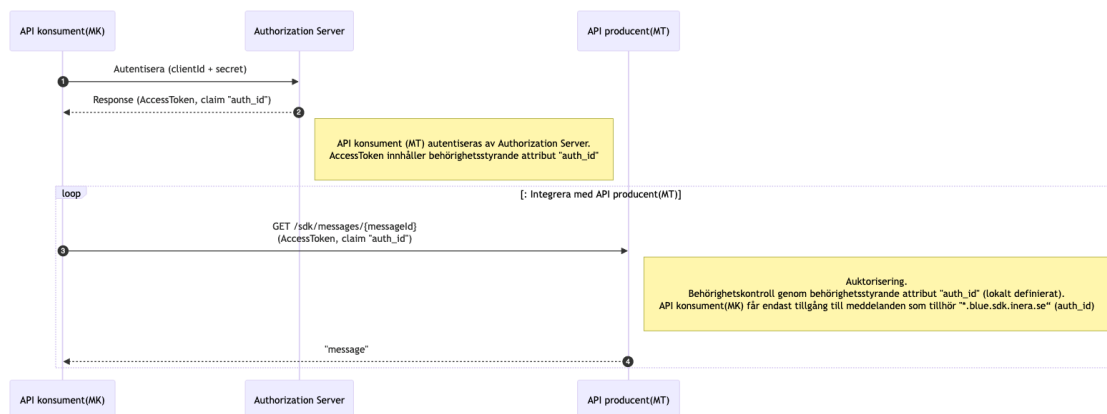 API konsument(MK)
Authorization Server
API producent(MT)
Autentisera (clientId + secret)
1
Response (AccessToken, claim "auth_id")
2
API konsument (MT) autentiseras av Authorization Server.
AccessToken innhåller behörighetsstyrande attribut "auth_id"
loop
[: Integrera med API producent(MT)]
GET /sdk/messages/{messageId}
(AccessToken, claim "auth_id")
3
Auktorisering.
Behörighetskontroll genom behörighetsstyrande attribut "auth_id" (lokalt definierat).
API konsument(MK) får endast tillgång till meddelanden som tillhör "*.blue.sdk.inera.se“ (auth_id)
"message"
4
API konsument(MK)
Authorization Server
API producent(MT)